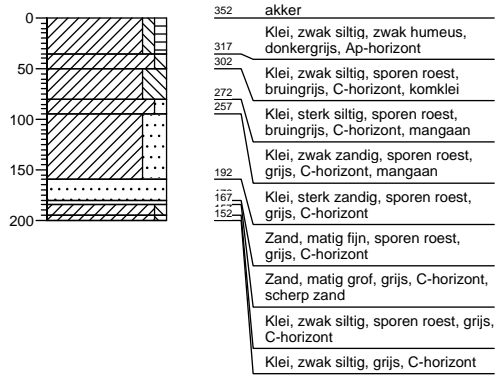 0
50
100
150
200
352 akker
Klei, zwak siltig, zwak humeus,
donkergrijs, Ap-horizont
317
Klei, zwak siltig, sporen roest,
bruingrijs, C-horizont, komklei
302
Klei, sterk siltig, sporen roest,
bruingrijs, C-horizont, mangaan
272
257
Klei, zwak zandig, sporen roest,
grijs, C-horizont, mangaan
192
Klei, sterk zandig, sporen roest,
grijs, C-horizont
167
152
Zand, matig fijn, sporen roest,
grijs, C-horizont
Zand, matig grof, grijs, C-horizont,
scherp zand
Klei, zwak siltig, sporen roest, grijs,
C-horizont
Klei, zwak siltig, grijs, C-horizont